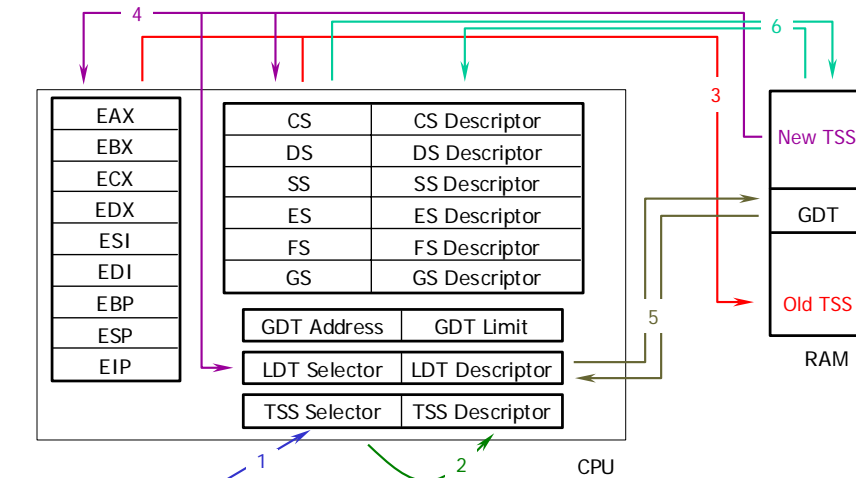 4
6
3
EAX
EBX
ECX
EDX
ESI
EDI
EBP
ESP
EIP
CS CS Descriptor
DS DS Descriptor
SS SS Descriptor
ES ES Descriptor
FS FS Descriptor
GS GS Descriptor
GDT Address GDT Limit
LDT Selector LDT Descriptor
TSS Selector TSS Descriptor
New TSS
GDT
Old TSS
RAM
5
1
2
CPU